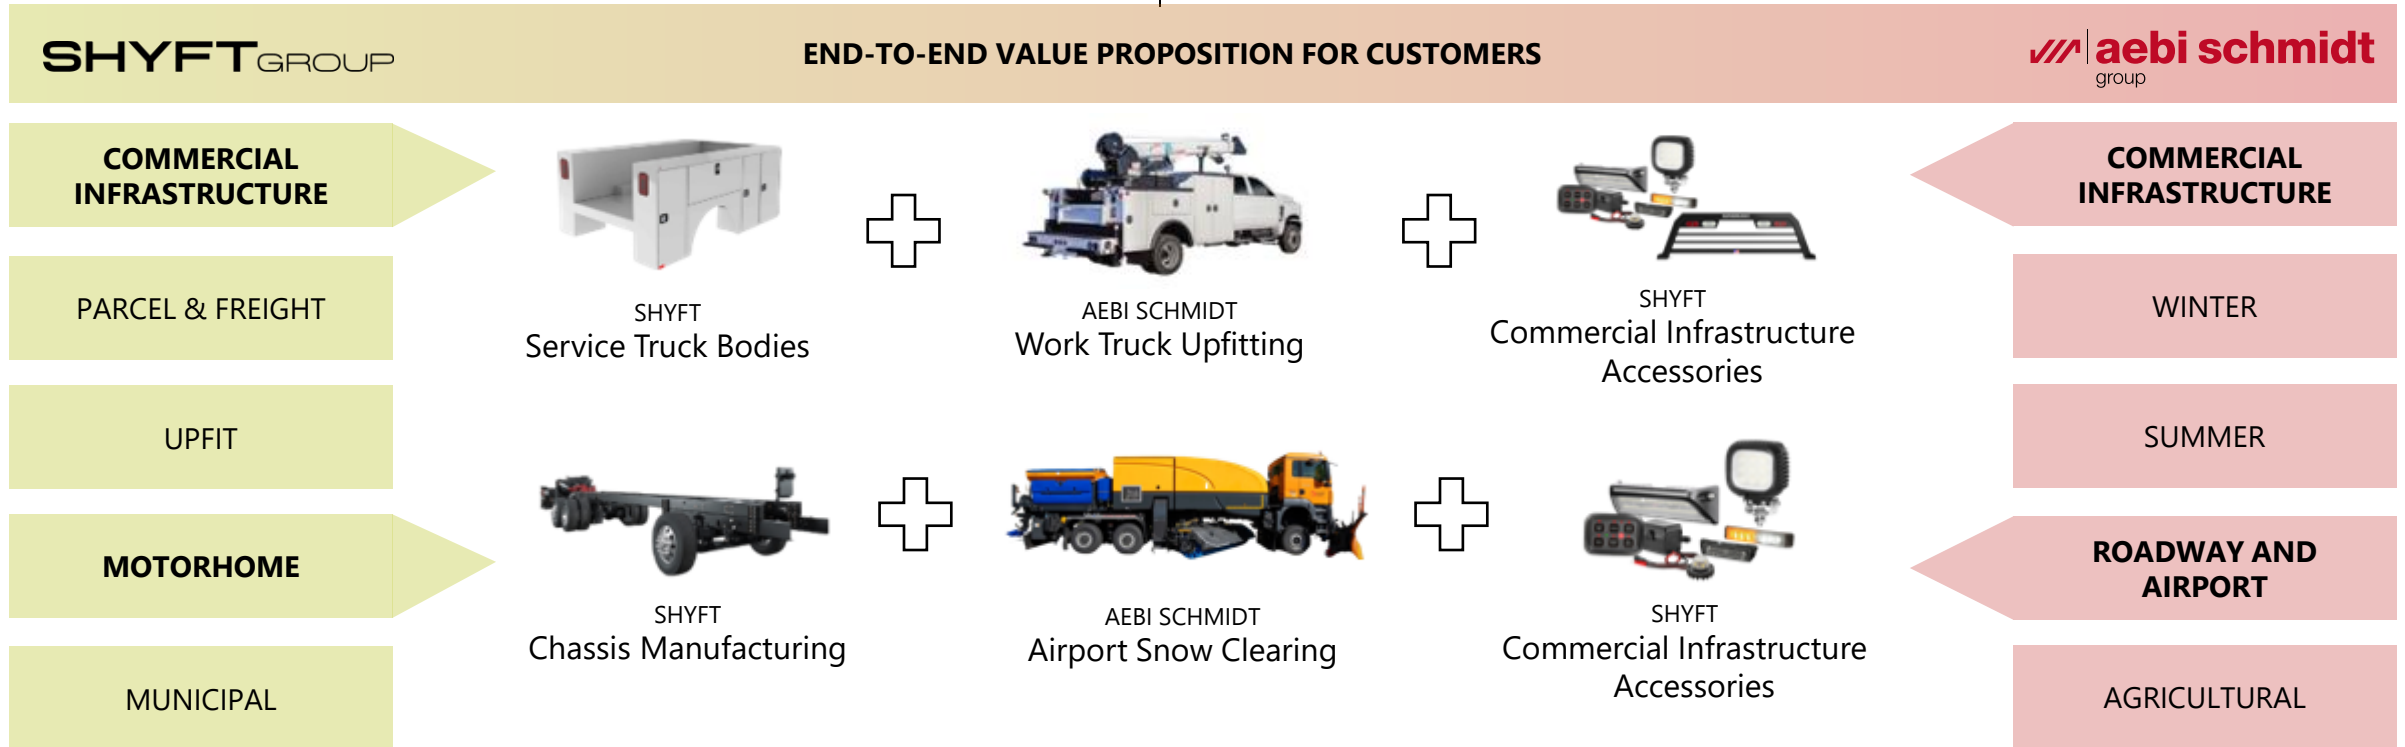 SHYFTGROUP
END-TO-END VALUE PROPOSITION FOR CUSTOMERS
aebi schmidt
group
COMMERCIAL
INFRASTRUCTURE
PARCEL & FREIGHT
UPFIT
MOTORHOME
MUNICIPAL
SHYFT
Service Truck Bodies
AEBI SCHMIDT
Work Truck Upfitting
SHYFT
Commercial Infrastructure
Accessories
SHYFT
Chassis Manufacturing
AEBI SCHMIDT
Airport Snow Clearing
SHYFT
Commercial Infrastructure
Accessories
COMMERCIAL
INFRASTRUCTURE
WINTER
SUMMER
ROADWAY AND
AIRPORT
AGRICULTURAL